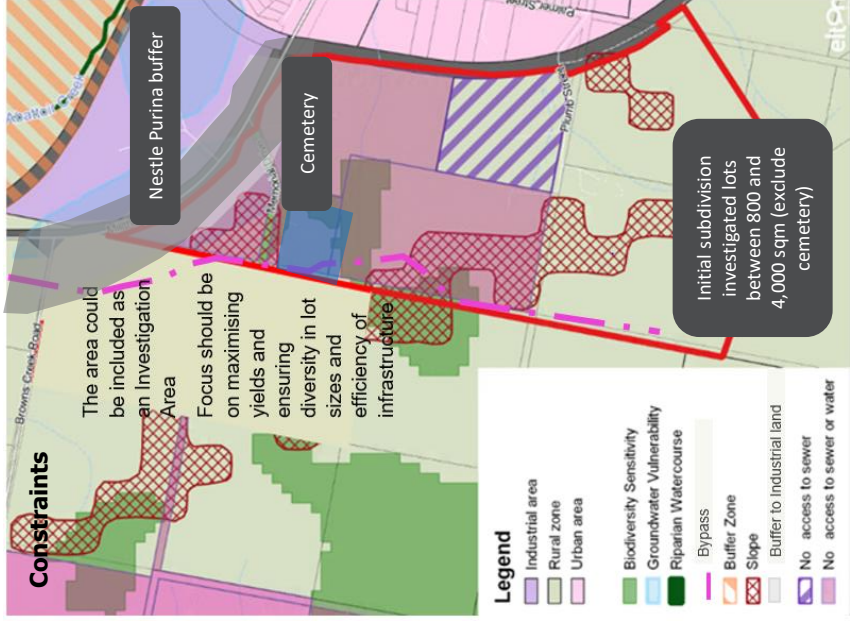 Constraints
Browns Creek Road
The area could
be included as
an Investigation
Area
Focus should be
on maximising
yields and
ensuring
diversity in lot
sizes and
efficiency of
infrastructure
Nestle Purina buffer
Cemetery
Palmer Street
Plumb Street
elton
Initial subdivision
investigated lots
between 800 and
4,000 sqm (exclude
cemetery)
Legend
Industrial area
Rural zone
Urban area
Biodiversity Sensitivity
Groundwater Vulnerability
Riparian Watercourse
Bypass
Buffer Zone
Slope
Buffer to Industrial land
No access to sewer
No access to sewer or water